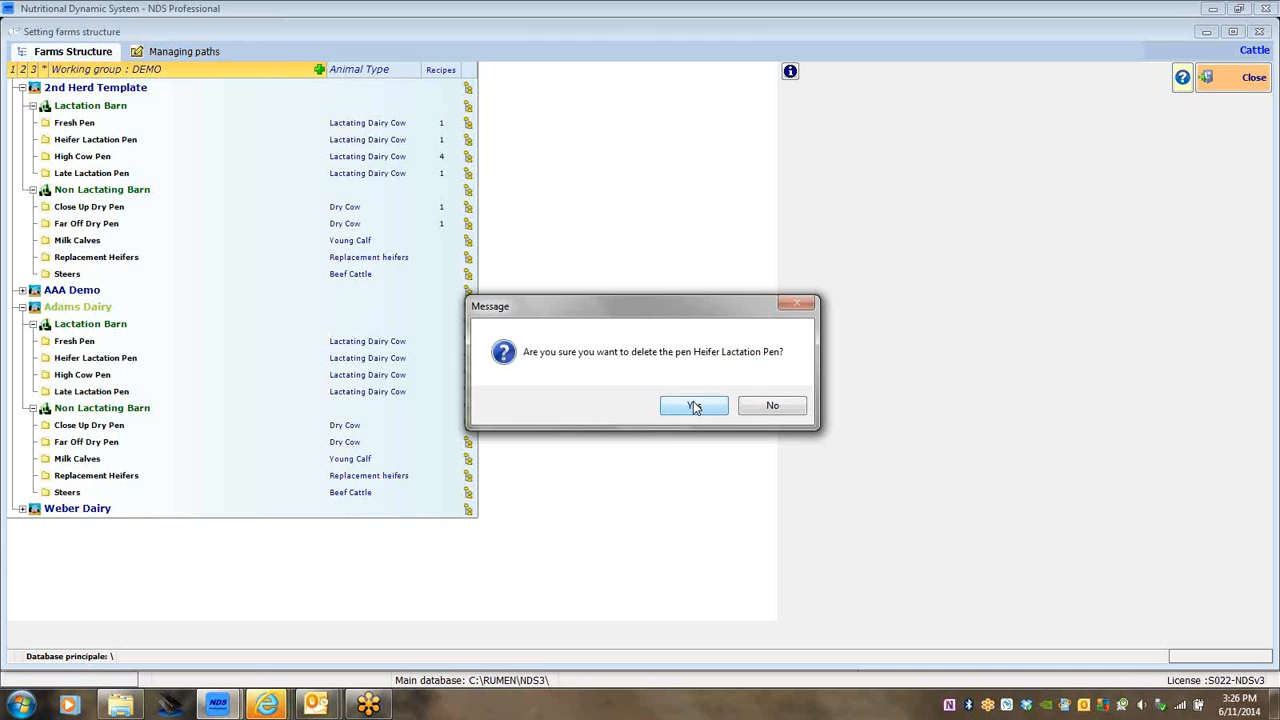 Nutritional Dynamic System - NDS Professional
Setting farms structure
Farms Structure Managing paths Cattle
1 2 3 * Working group : DEMO Animal Type Recipes
Close
2nd Herd Template
Lactation Barn
Fresh Pen Lactating Dairy Cow 1
Heifer Lactation Pen Lactating Dairy Cow 1
High Cow Pen Lactating Dairy Cow 4
Late Lactation Pen Lactating Dairy Cow 1
Non Lactating Barn
Close Up Dry Pen Dry Cow 1
Far Off Dry Pen Dry Cow 1
Milk Calves Young Calf
Replacement Heifers Replacement heifers
Steers Beef Cattle
AAA Demo
Adams Dairy
Lactation Barn
Fresh Pen Lactating Dairy Cow
Heifer Lactation Pen Lactating Dairy Cow
High Cow Pen Lactating Dairy Cow
Late Lactation Pen Lactating Dairy Cow
Non Lactating Barn
Close Up Dry Pen Dry Cow
Far Off Dry Pen Dry Cow
Milk Calves Young Calf
Replacement Heifers Replacement heifers
Steers Beef Cattle
Weber Dairy
Message
Are you sure you want to delete the pen Heifer Lactation Pen?
Yes No
Database principale: \
Main database: C:\RUMEN\NDS3\ License :S022-NDSv3
NDS
3:26 PM
6/11/2014